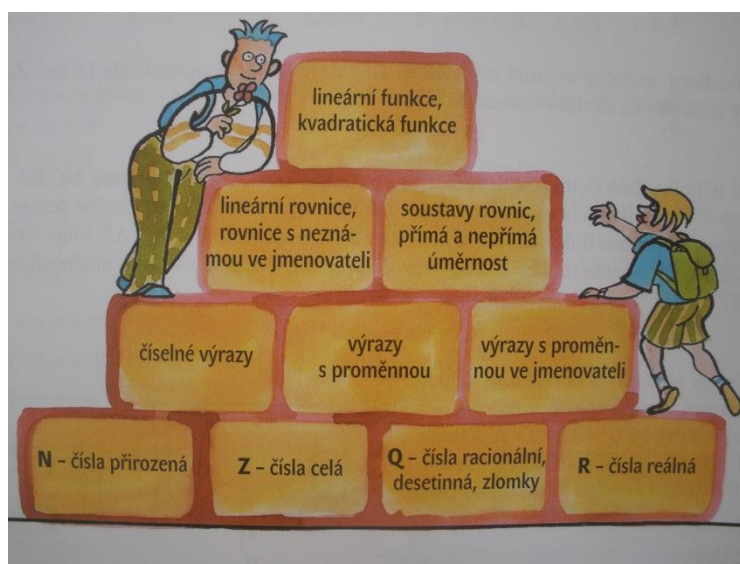 lineární funkce,
kvadratická funkce
lineární rovnice,
rovnice s nezná-
mou ve jmenovateli
soustavy rovnic,
přímá a nepřímá
úměrnost
číselné výrazy
výrazy
s proměnnou
výrazy s proměn-
nou ve jmenovateli
N – čísla přirozená
Z – čísla celá
Q – čísla racionální,
desetinná, zlomky
R – čísla reálná